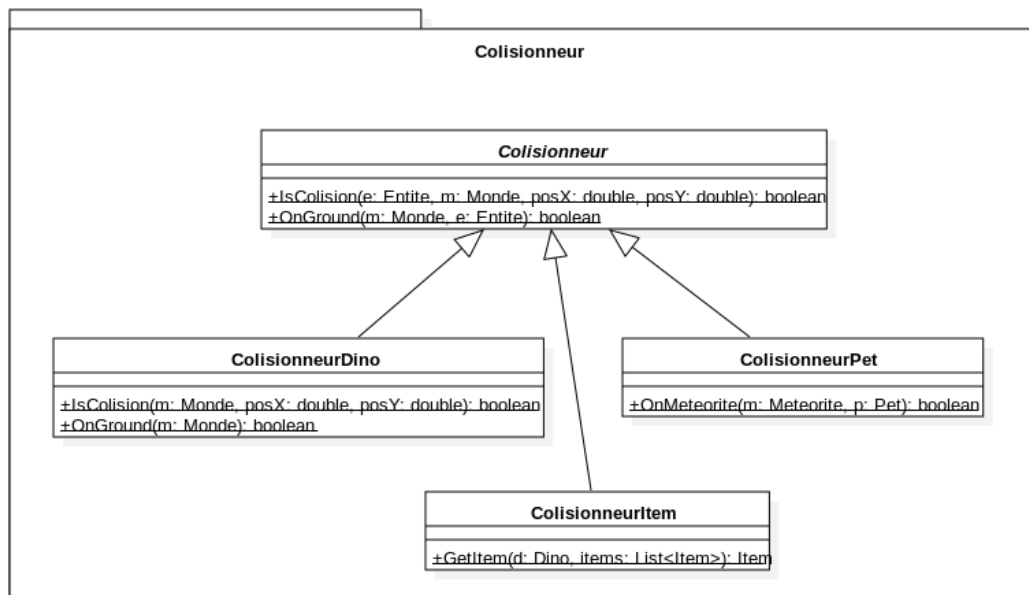 Colisionneur
Colisionneur
+IsColision(e: Entite, m: Monde, posX: double, posY: double): boolean
+OnGround(m: Monde, e: Entite): boolean
ColisionneurDino
+IsColision(m: Monde, posX: double, posY: double): boolean
+OnGround(m: Monde): boolean
ColisionneurPet
+OnMeteorite(m: Meteorite, p: Pet): boolean
ColisionneurItem
+GetItem(d: Dino, items: List<Item>): Item